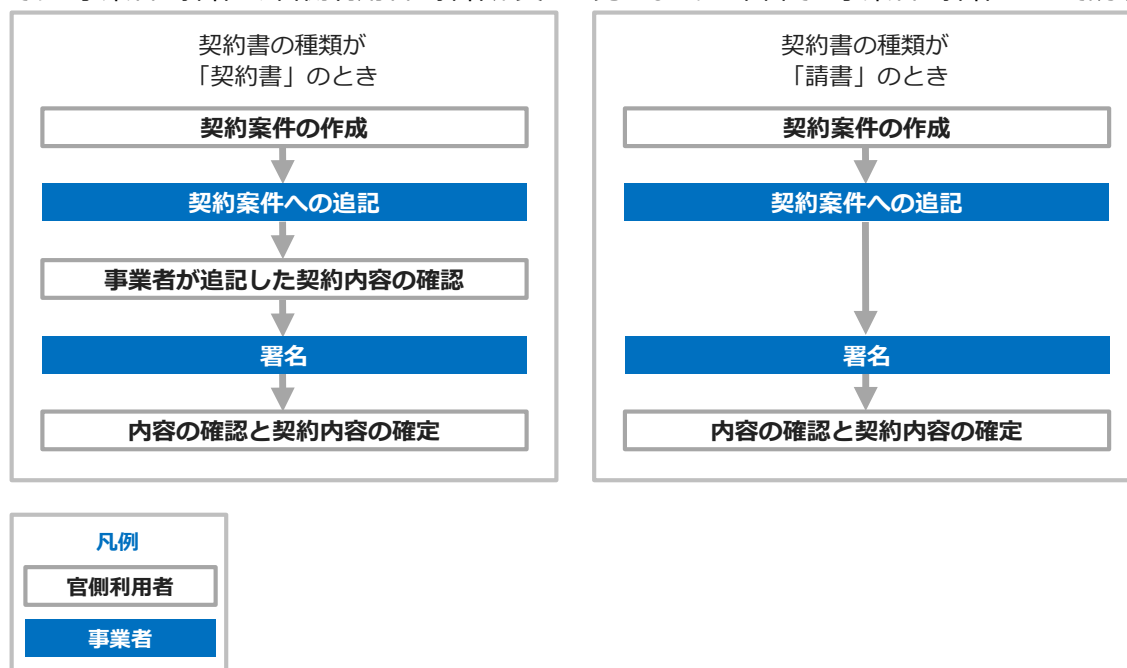 契約書の種類が
「契約書」のとき
契約案件の作成
契約案件への追記
事業者が追記した契約内容の確認
署名
内容の確認と契約内容の確定
契約書の種類が
「請書」のとき
契約案件の作成
契約案件への追記
署名
内容の確認と契約内容の確定
凡例
官側利用者
事業者